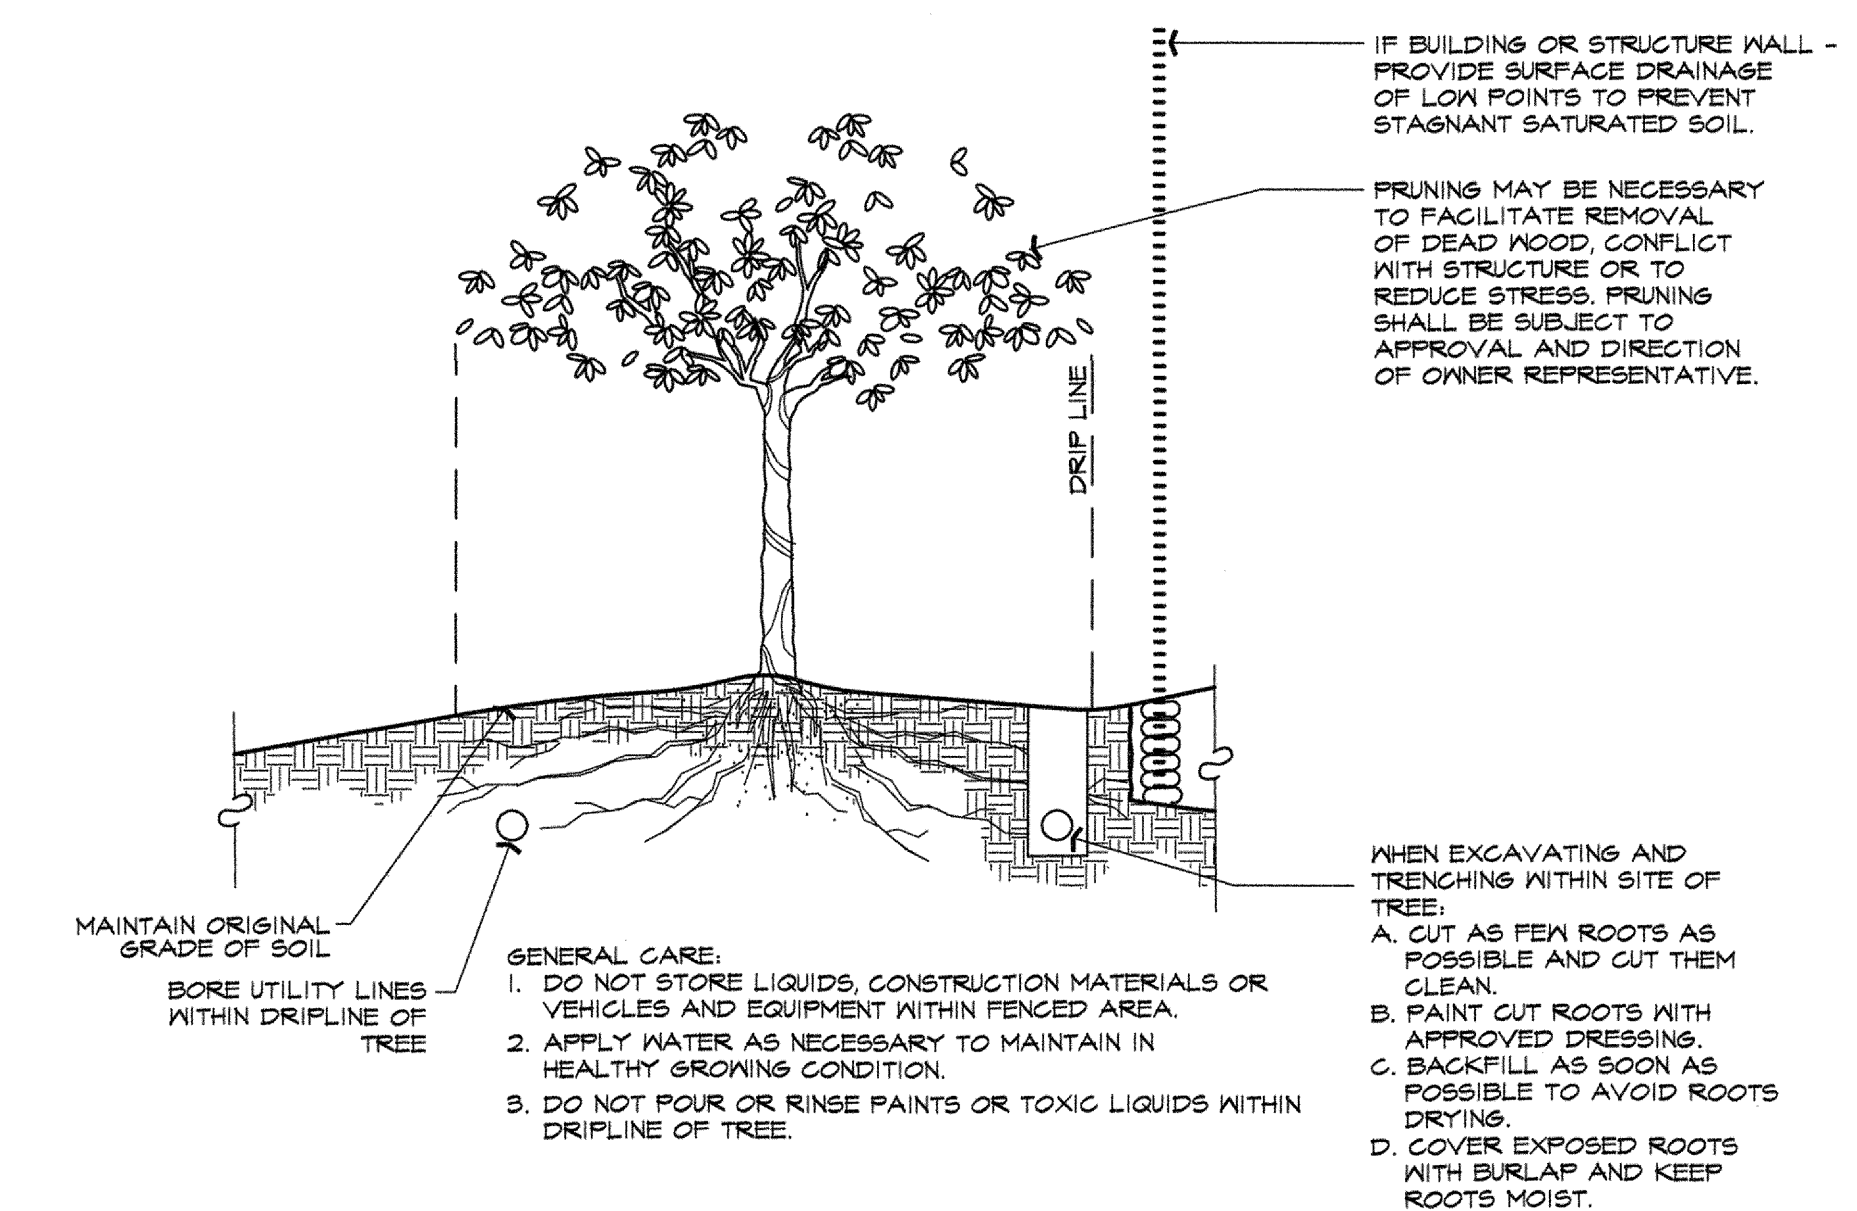 IF BUILDING OR STRUCTURE WALL -
PROVIDE SURFACE DRAINAGE
OF LOW POINTS TO PREVENT
STAGNANT SATURATED SOIL.
PRUNING MAY BE NECESSARY
TO FACILITATE REMOVAL
OF DEAD WOOD, CONFLICT
WITH STRUCTURE OR TO
REDUCE STRESS. PRUNING
SHALL BE SUBJECT TO
APPROVAL AND DIRECTION
OF OWNER REPRESENTATIVE.
DRIP LINE
MAINTAIN ORIGINAL
GRADE OF SOIL
BORE UTILITY LINES
WITHIN DRIPLINE OF
TREE
GENERAL CARE:
1. DO NOT STORE LIQUIDS, CONSTRUCTION MATERIALS OR
VEHICLES AND EQUIPMENT WITHIN FENCED AREA.
2. APPLY WATER AS NECESSARY TO MAINTAIN IN
HEALTHY GROWING CONDITION.
3. DO NOT POUR OR RINSE PAINTS OR TOXIC LIQUIDS WITHIN
DRIPLINE OF TREE.
WHEN EXCAVATING AND
TRENCHING WITHIN SITE OF
TREE:
A. CUT AS FEW ROOTS AS
POSSIBLE AND CUT THEM
CLEAN.
B. PAINT CUT ROOTS WITH
APPROVED DRESSING.
C. BACKFILL AS SOON AS
POSSIBLE TO AVOID ROOTS
DRYING.
D. COVER EXPOSED ROOTS
WITH BURLAP AND KEEP
ROOTS MOIST.